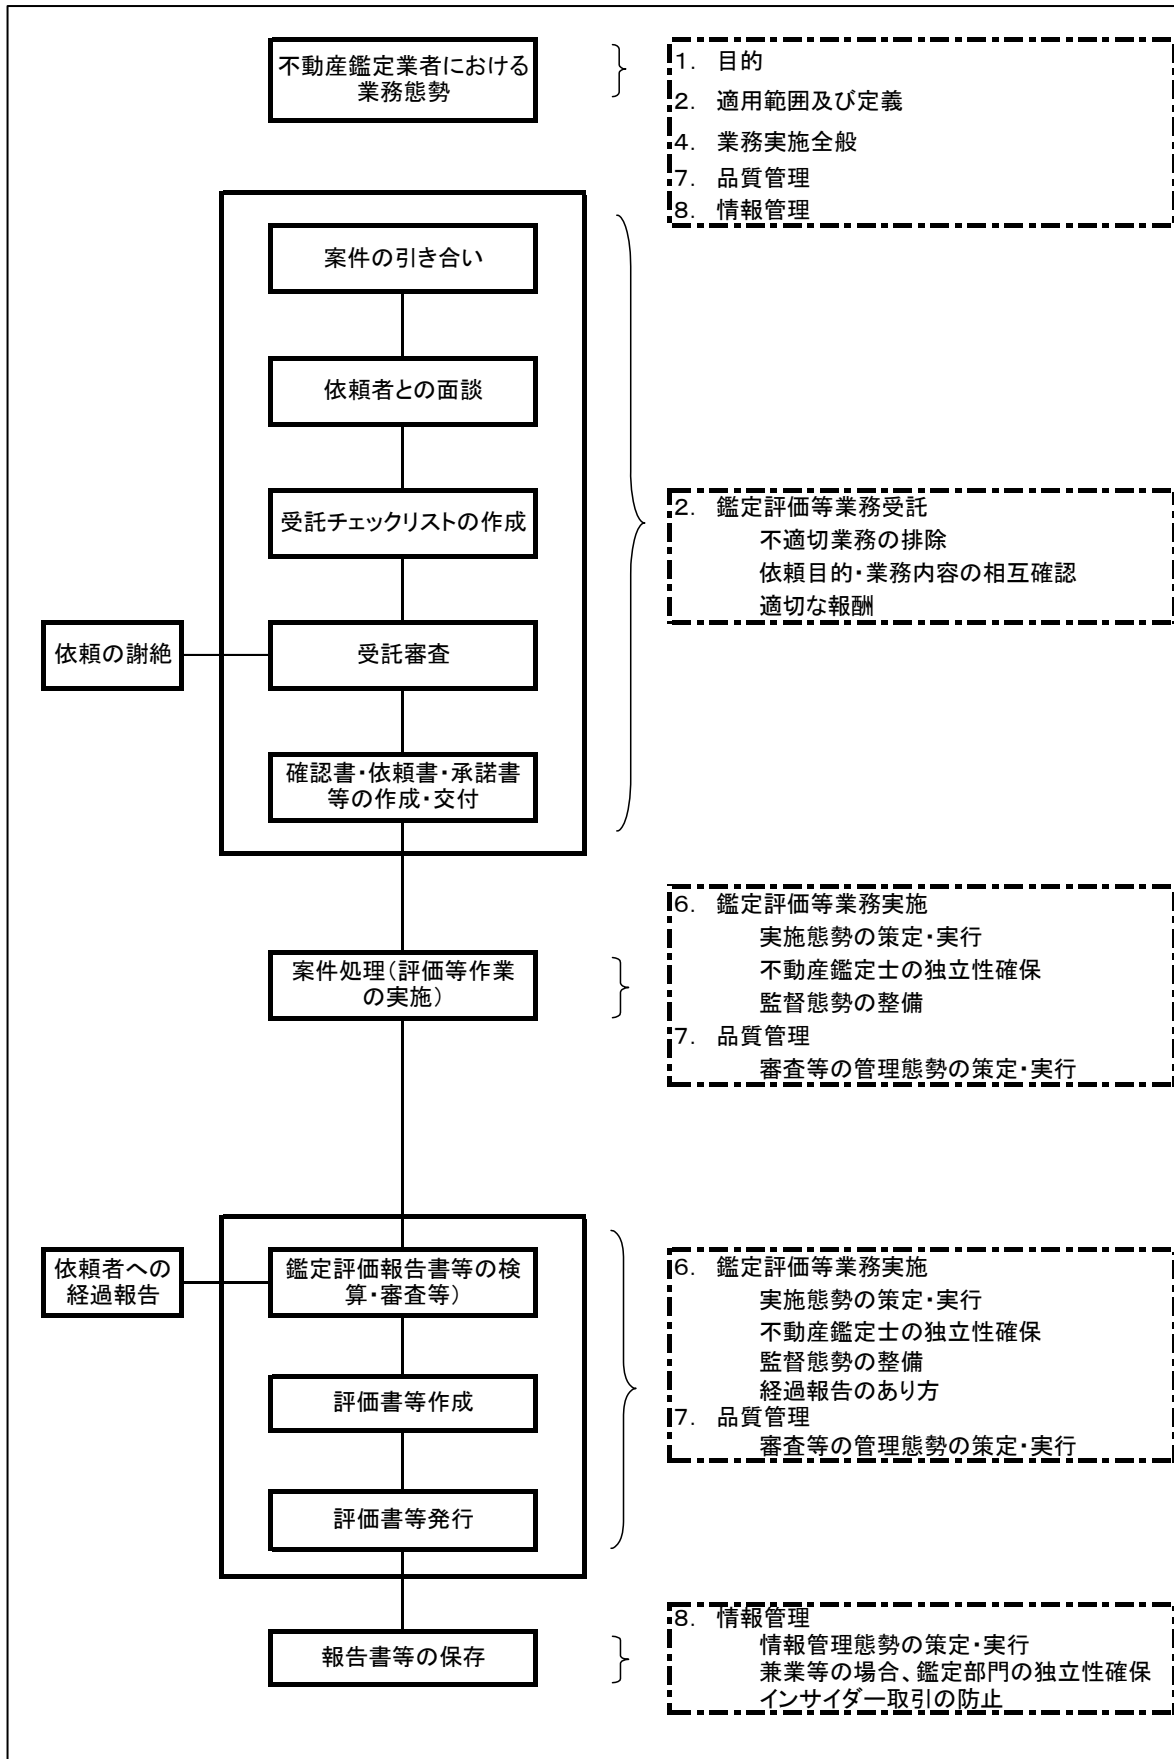 不動産鑑定業者における
業務態勢
1. 目的
2. 適用範囲及び定義
4. 業務実施全般
7. 品質管理
8. 情報管理
案件の引き合い
依頼者との面談
受託チェックリストの作成
2. 鑑定評価等業務受託
不適切業務の排除
依頼目的・業務内容の相互確認
適切な報酬
依頼の謝絶
受託審査
確認書・依頼書・承諾書
等の作成・交付
案件処理(評価等作業
の実施)
6. 鑑定評価等業務実施
実施態勢の策定・実行
不動産鑑定士の独立性確保
監督態勢の整備
7. 品質管理
審査等の管理態勢の策定・実行
依頼者への
経過報告
鑑定評価報告書等の検
算・審査等)
評価書等作成
評価書等発行
6. 鑑定評価等業務実施
実施態勢の策定・実行
不動産鑑定士の独立性確保
監督態勢の整備
経過報告のあり方
7. 品質管理
審査等の管理態勢の策定・実行
報告書等の保存
8. 情報管理
情報管理態勢の策定・実行
兼業等の場合、鑑定部門の独立性確保
インサイダー取引の防止